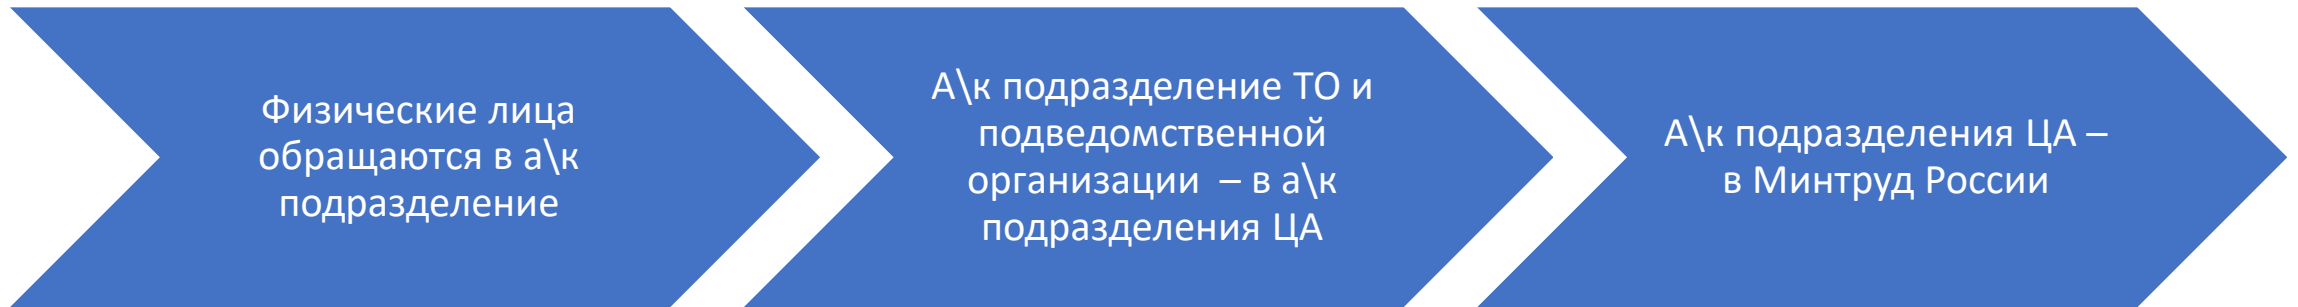 Физические лица
обращаются в а\к
подразделение
А\к подразделение ТО и
подведомственной
организации – в а\к
подразделения ЦА
А\к подразделения ЦА –
в Минтруд России